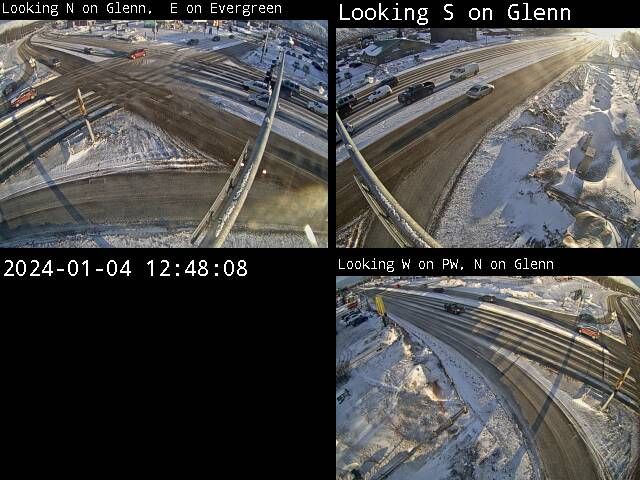 Looking N on Glenn,  E on Evergreen
Looking S on Glenn
2024-01-04 12:48:08
Looking W on PW, N on Glenn